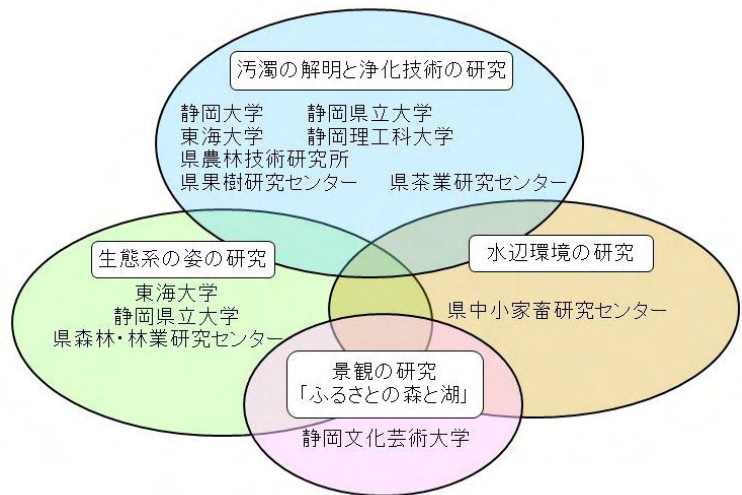 汚濁の解明と浄化技術の研究
静岡大学　　静岡県立大学
東海大学　　静岡理工科大学
県農林技術研究所
県果樹研究センター　　県茶業研究センター
生態系の姿の研究
東海大学
静岡県立大学
県森林・林業研究センター
水辺環境の研究
県中小家畜研究センター
景観の研究
「ふるさとの森と湖」
静岡文化芸術大学